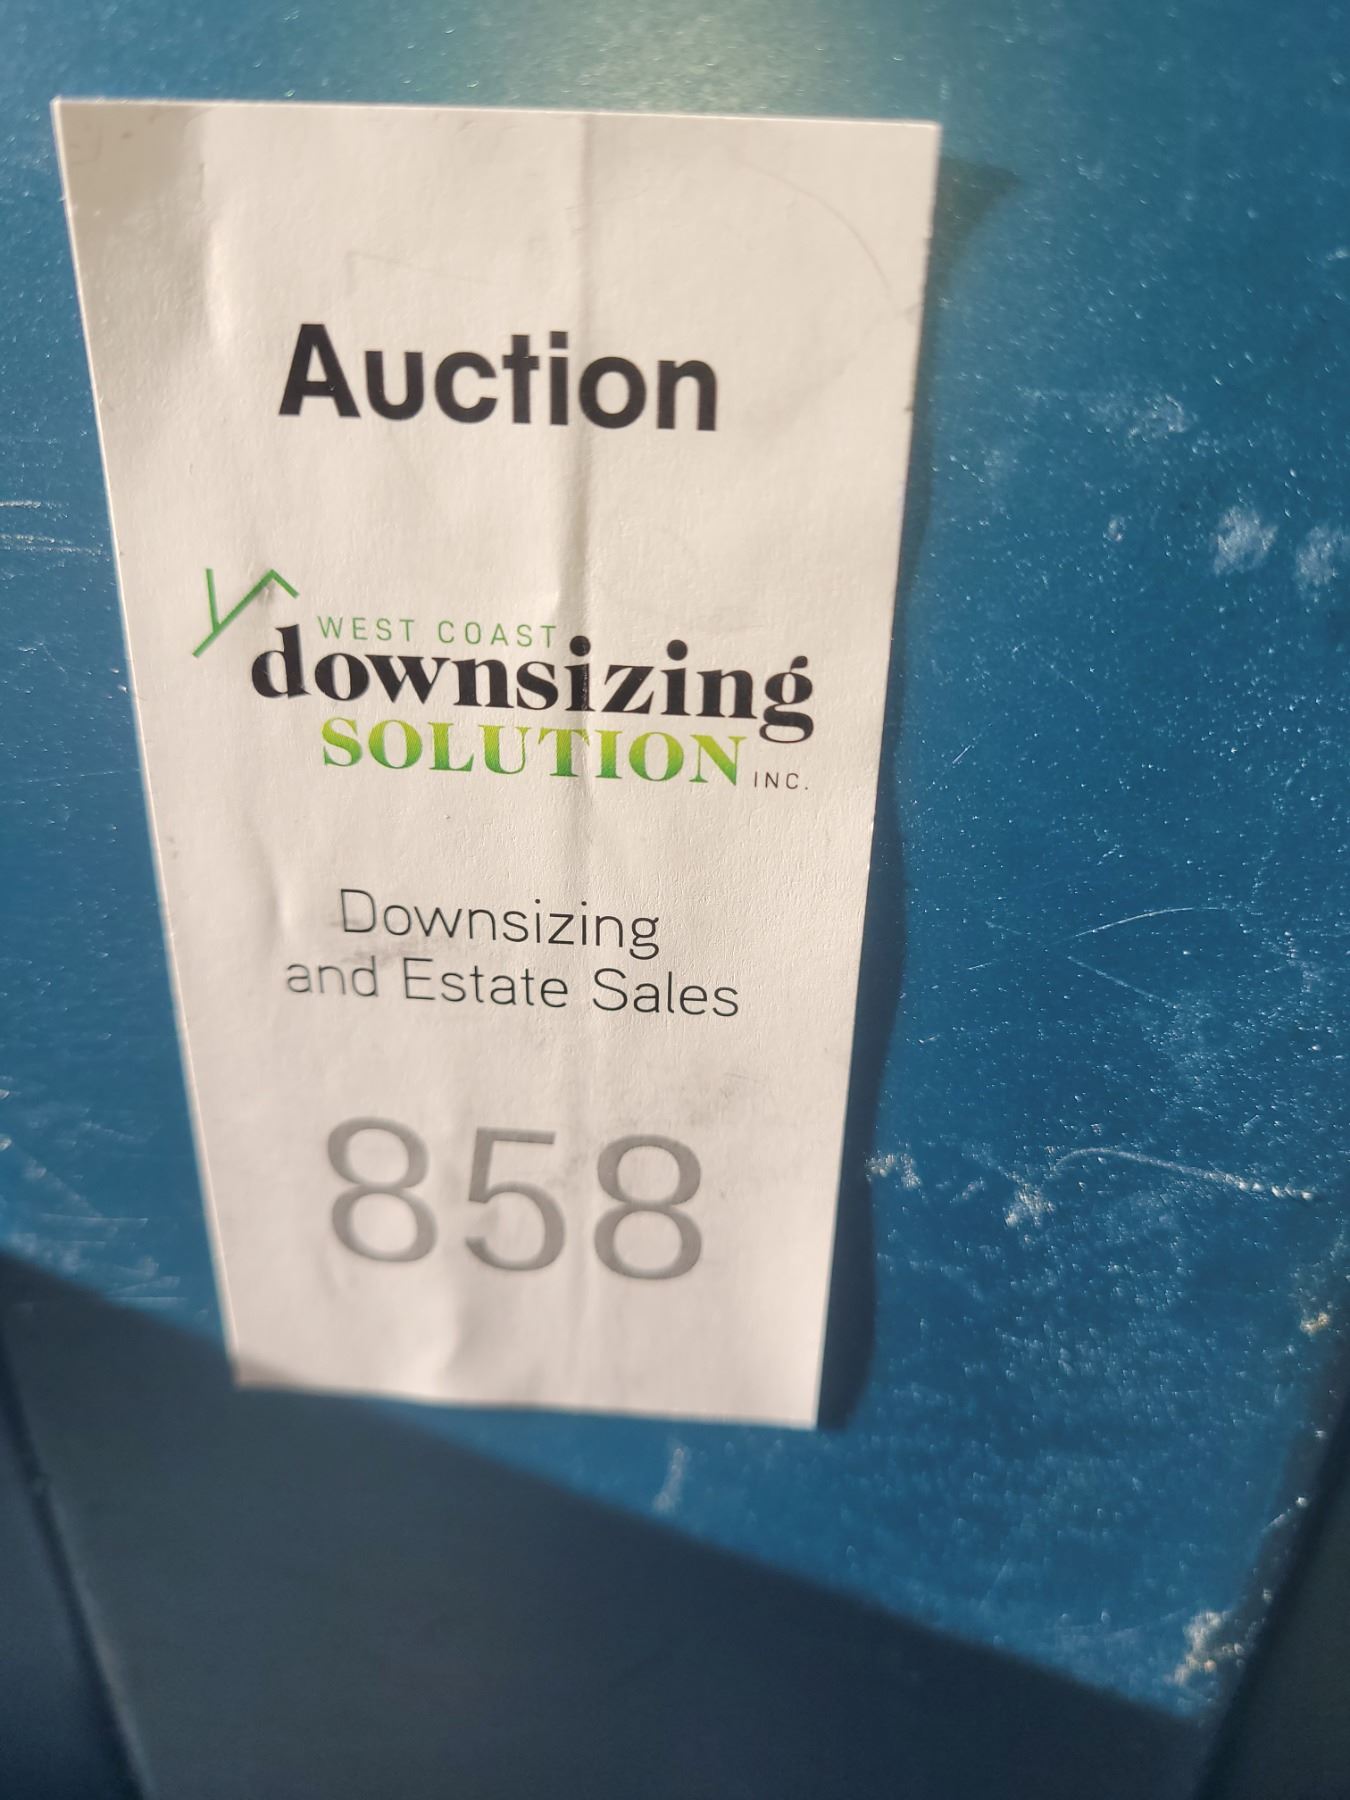 Auction
WEST COAST
downsizing
SOLUTION INC.
Downsizing
and Estate Sales
858